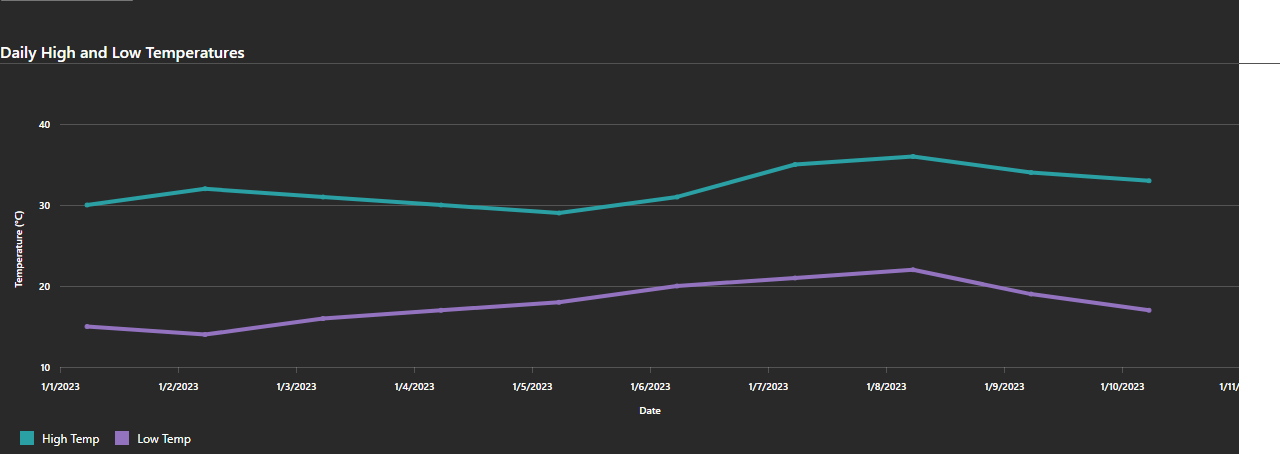 Daily High and Low Temperatures
40
30
20
10
Temperature (°C)
1/1/2023 1/2/2023 1/3/2023 1/4/2023 1/5/2023 1/6/2023 1/7/2023 1/8/2023 1/9/2023 1/10/2023 1/11/
Date
High Temp Low Temp